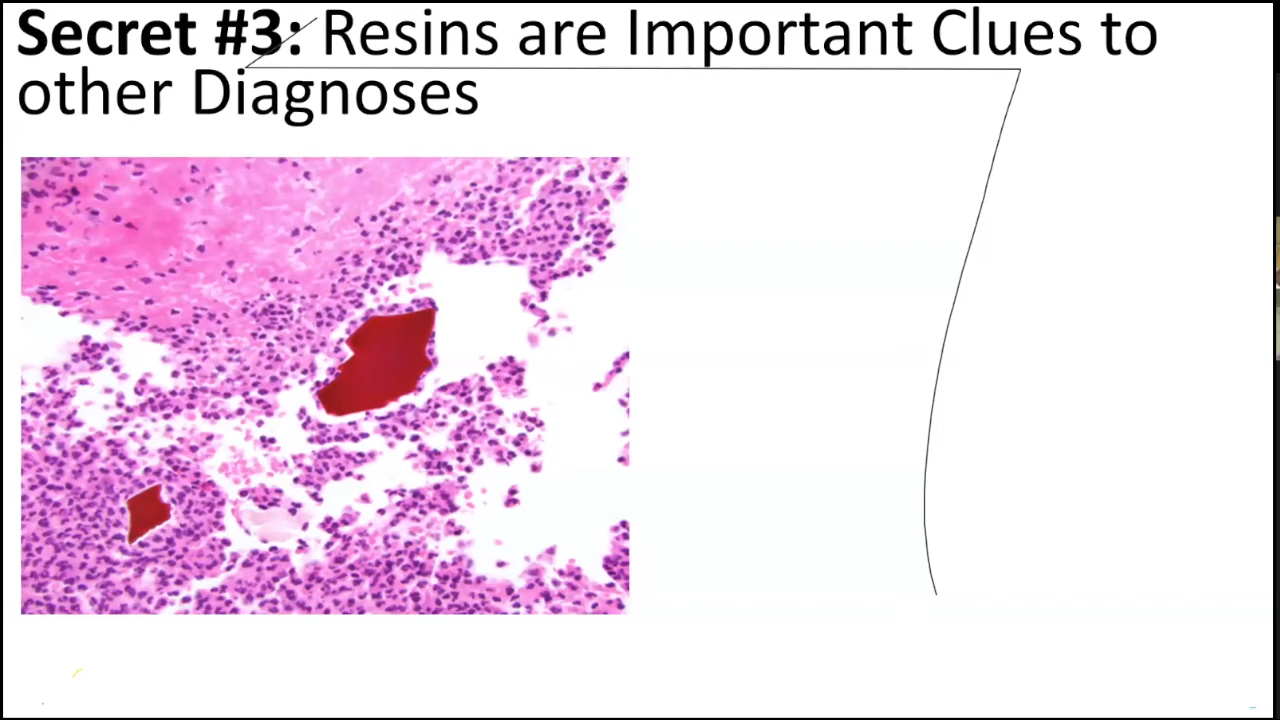 Secret #3: Resins are Important Clues to
other Diagnoses